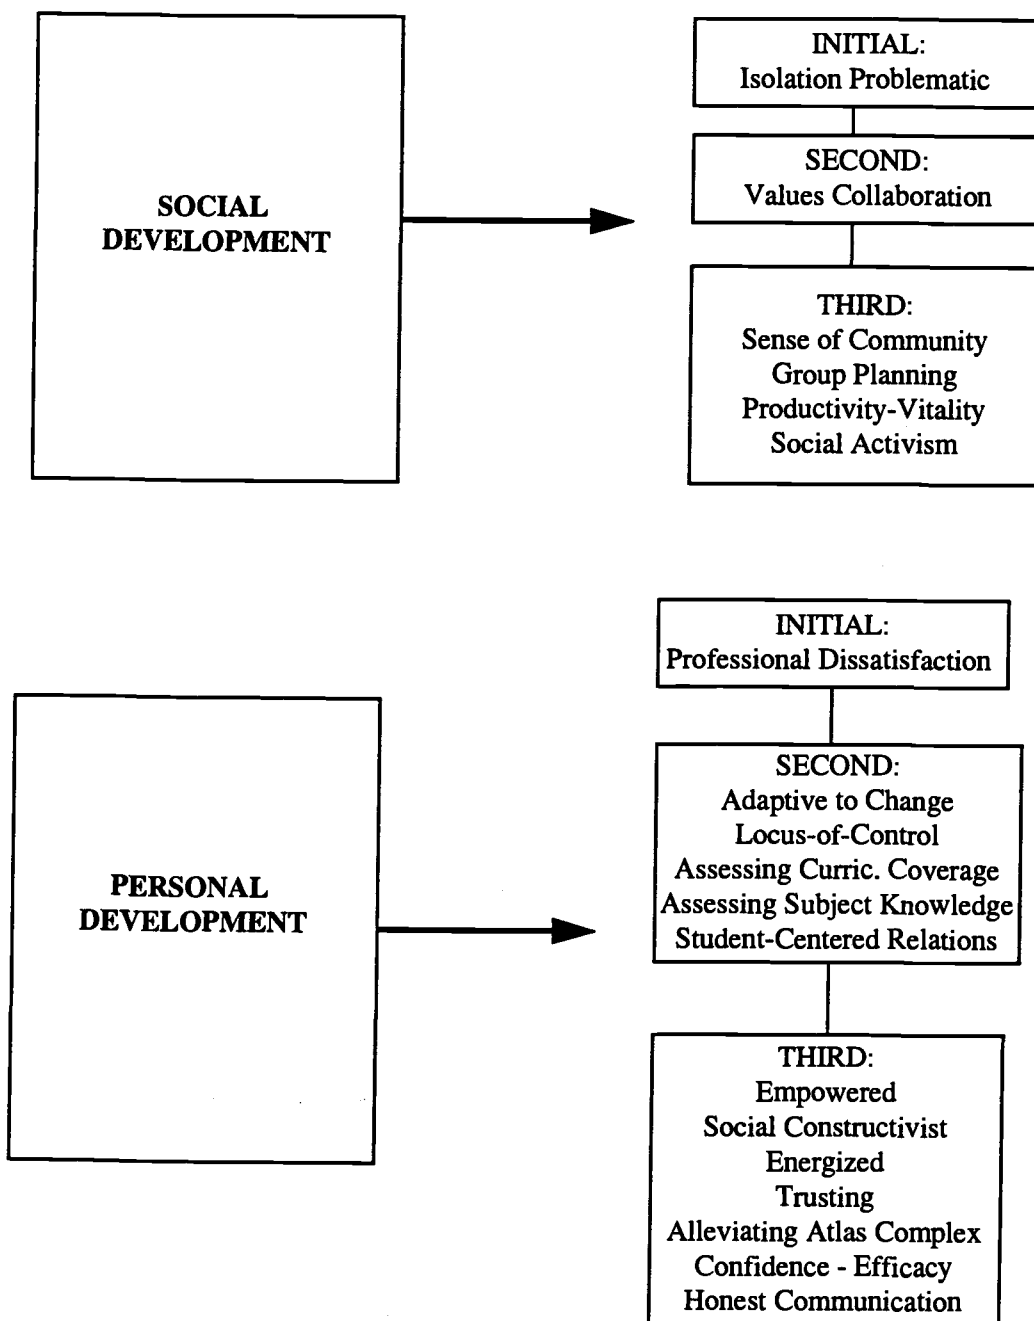 SOCIAL
DEVELOPMENT
INITIAL:
Isolation Problematic
SECOND:
Values Collaboration
THIRD:
Sense of Community
Group Planning
Productivity-Vitality
Social Activism
PERSONAL
DEVELOPMENT
INITIAL:
Professional Dissatisfaction
SECOND:
Adaptive to Change
Locus-of-Control
Assessing Curric. Coverage
Assessing Subject Knowledge
Student-Centered Relations
THIRD:
Empowered
Social Constructivist
Energized
Trusting
Alleviating Atlas Complex
Confidence - Efficacy
Honest Communication